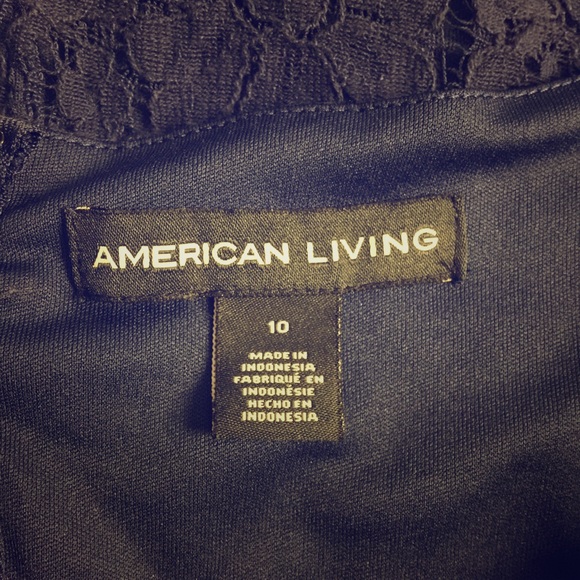 AMERICAN LIVING
10
MADE IN
INDONESIA
FABRIQUÉ EN
INDONÉSIE
HECHO EN
INDONESIA